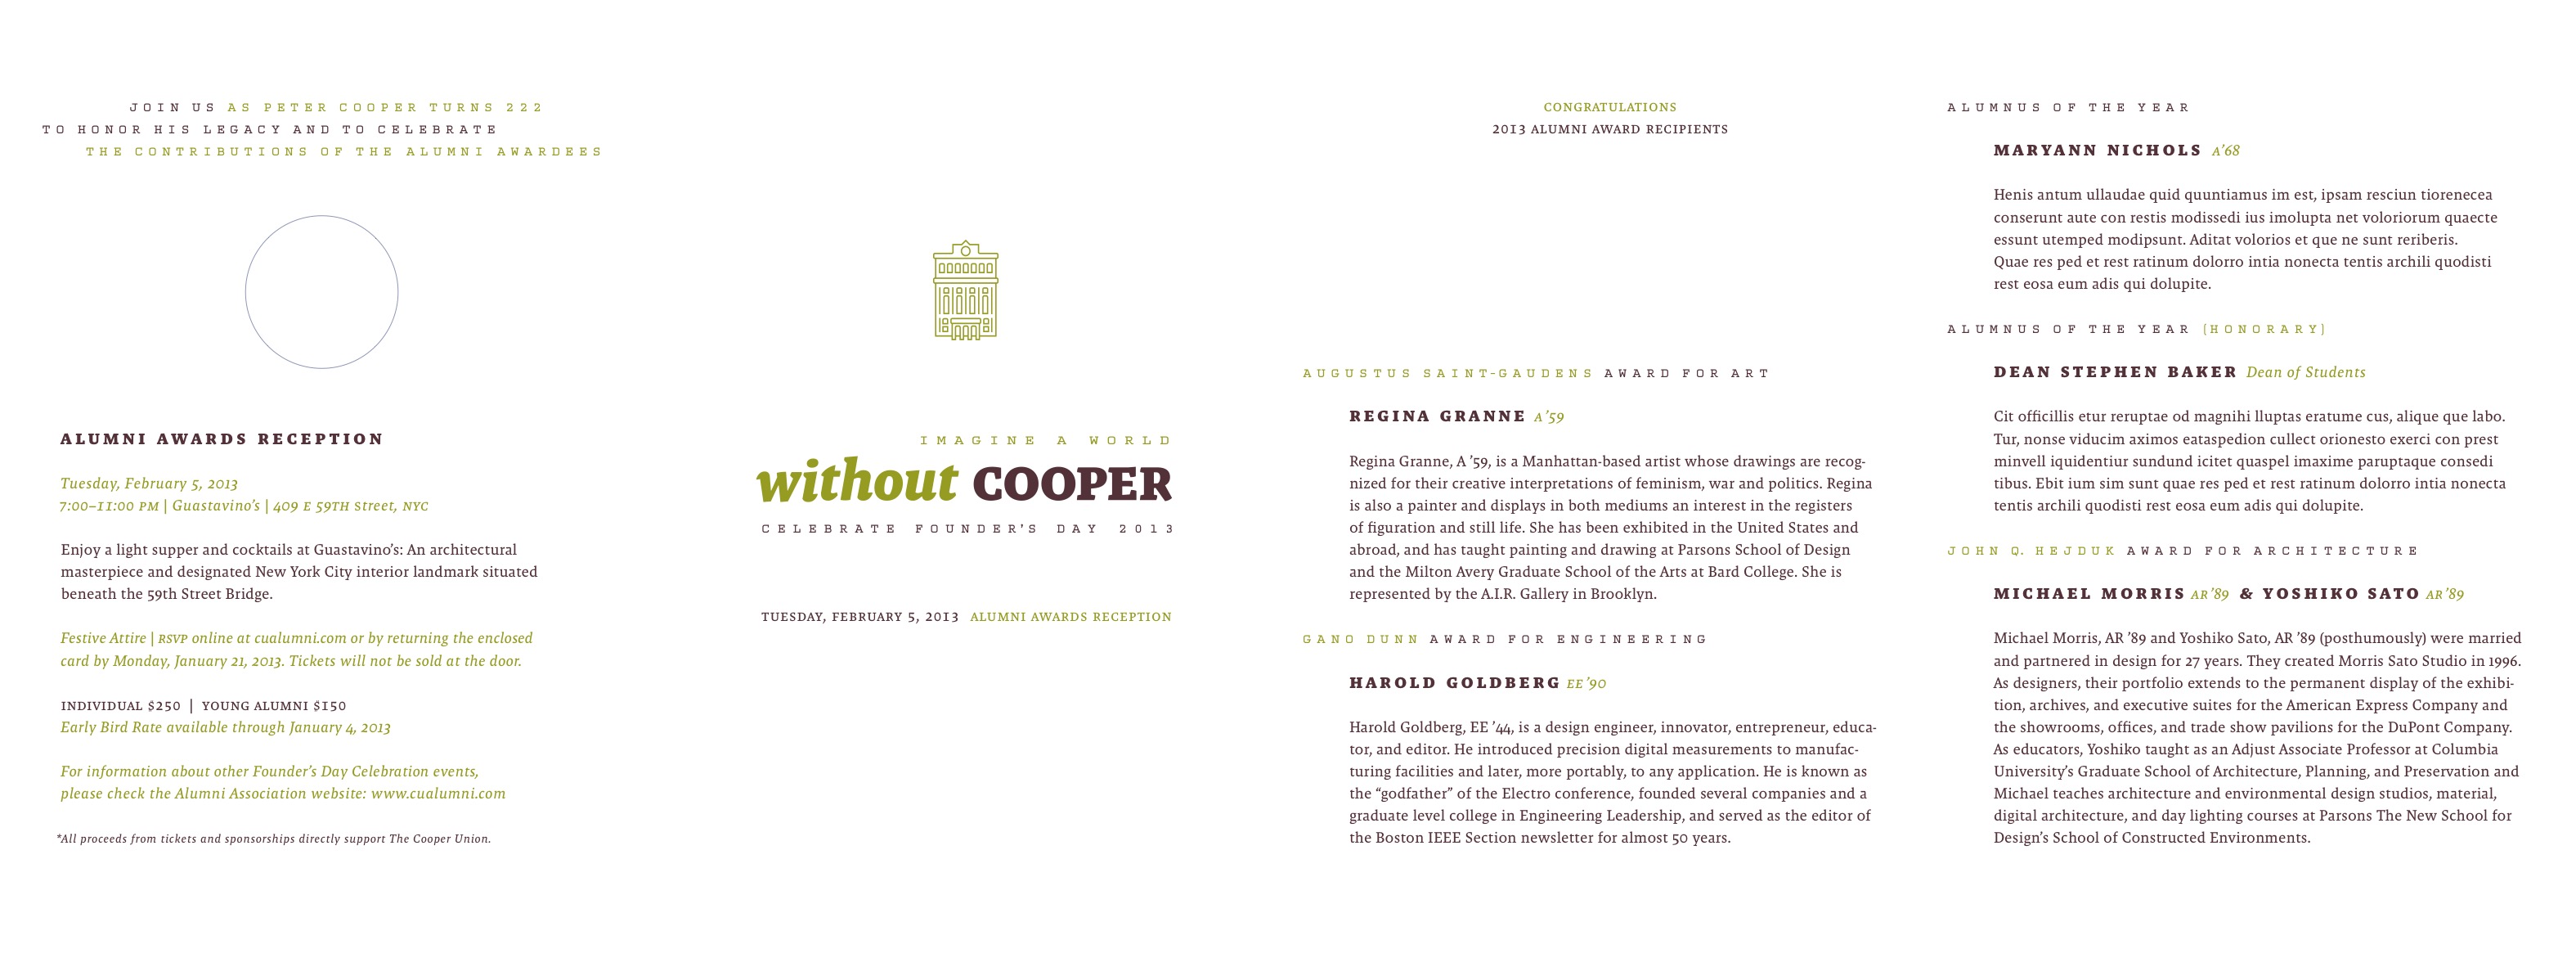 JOIN US AS PETER COOPER TURNS 222
TO HONOR HIS LEGACY AND TO CELEBRATE
THE CONTRIBUTIONS OF THE ALUMNI AWARDEES
ALUMNI AWARDS RECEPTION
Tuesday, February 5, 2013
7:00–11:00 PM | Guastavino’s | 409 E 59TH Street, NYC
Enjoy a light supper and cocktails at Guastavino’s: An architectural
masterpiece and designated New York City interior landmark situated
beneath the 59th Street Bridge.
Festive Attire | RSVP online at cualumni.com or by returning the enclosed
card by Monday, January 21, 2013. Tickets will not be sold at the door.
INDIVIDUAL $250 | YOUNG ALUMNI $150
Early Bird Rate available through January 4, 2013
For information about other Founder’s Day Celebration events,
please check the Alumni Association website: www.cualumni.com
*All proceeds from tickets and sponsorships directly support The Cooper Union.
IMAGINE A WORLD
without COOPER
CELEBRATE FOUNDER’S DAY 2013
TUESDAY, FEBRUARY 5, 2013 ALUMNI AWARDS RECEPTION
CONGRATULATIONS
2013 ALUMNI AWARD RECIPIENTS
AUGUSTUS SAINT-GAUDENS AWARD FOR ART
REGINA GRANNE A’59
Regina Granne, A ’59, is a Manhattan-based artist whose drawings are recog-
nized for their creative interpretations of feminism, war and politics. Regina
is also a painter and displays in both mediums an interest in the registers
of figuration and still life. She has been exhibited in the United States and
abroad, and has taught painting and drawing at Parsons School of Design
and the Milton Avery Graduate School of the Arts at Bard College. She is
represented by the A.I.R. Gallery in Brooklyn.
GANO DUNN AWARD FOR ENGINEERING
HAROLD GOLDBERG EE’90
Harold Goldberg, EE ’44, is a design engineer, innovator, entrepreneur, educa-
tor, and editor. He introduced precision digital measurements to manufac-
turing facilities and later, more portably, to any application. He is known as
the “godfather” of the Electro conference, founded several companies and a
graduate level college in Engineering Leadership, and served as the editor of
the Boston IEEE Section newsletter for almost 50 years.
ALUMNUS OF THE YEAR
MARYANN NICHOLS A’68
Henis antum ullaudae quid quuntiamus im est, ipsam resciun tiorenecea
conserunt aute con restis modissedi ius imolupta net voloriorum quaecte
essunt utemped modipsunt. Aditat volorios et que ne sunt reriberis.
Quae res ped et rest ratinum dolorro intia nonecta tentis archili quodisti
rest eosa eum adis qui dolupite.
ALUMNUS OF THE YEAR (HONORARY)
DEAN STEPHEN BAKER Dean of Students
Cit officillis etur reruptae od magnihi lluptas eratume cus, alique que labo.
Tur, nonse viducim aximos eataspedion cullect orionesto exerci con prest
minvell iquidentiur sundund icitet quaspel imaxime paruptaque consedi
tibus. Ebit ium sim sunt quae res ped et rest ratinum dolorro intia nonecta
tentis archili quodisti rest eosa eum adis qui dolupite.
JOHN Q. HEJDUK AWARD FOR ARCHITECTURE
MICHAEL MORRIS AR’89 & YOSHIKO SATO AR’89
Michael Morris, AR ’89 and Yoshiko Sato, AR ’89 (posthumously) were married
and partnered in design for 27 years. They created Morris Sato Studio in 1996.
As designers, their portfolio extends to the permanent display of the exhibi-
tion, archives, and executive suites for the American Express Company and
the showrooms, offices, and trade show pavilions for the DuPont Company.
As educators, Yoshiko taught as an Adjust Associate Professor at Columbia
University’s Graduate School of Architecture, Planning, and Preservation and
Michael teaches architecture and environmental design studios, material,
digital architecture, and day lighting courses at Parsons The New School for
Design’s School of Constructed Environments.